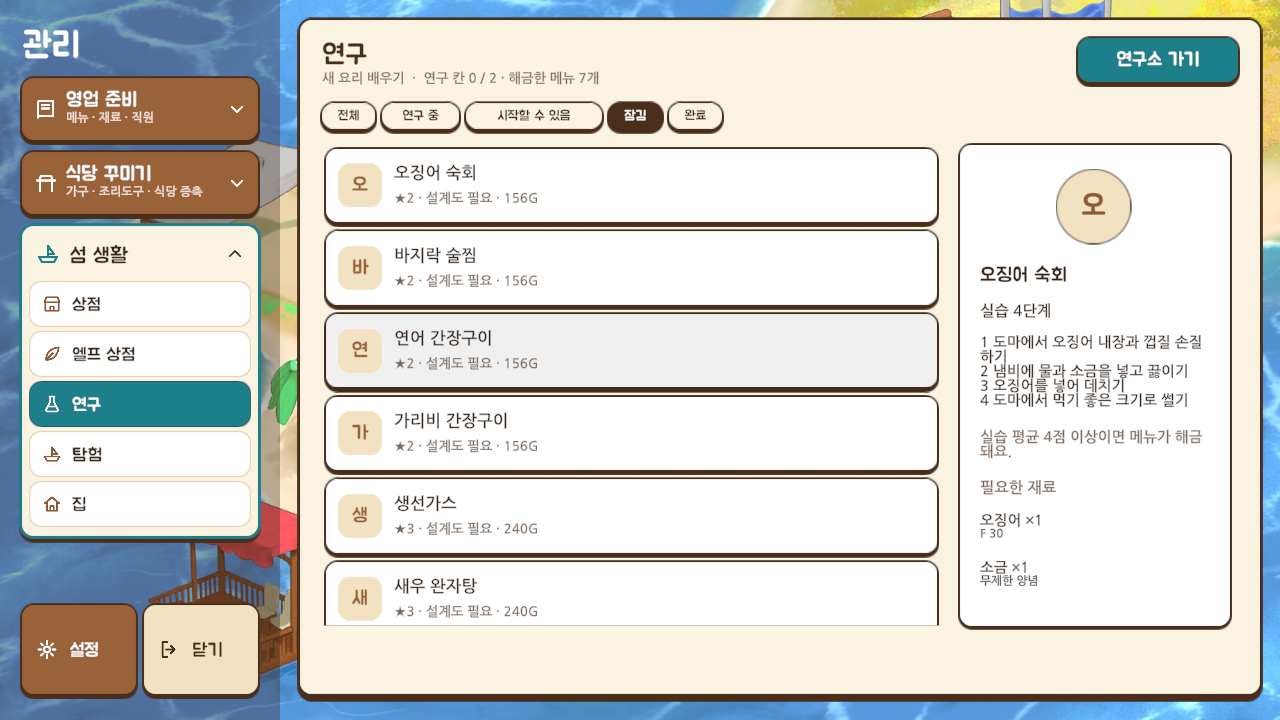 관리
영업 준비
메뉴 · 재료 · 직원
식당 꾸미기
가구 · 조리도구 · 식당 증축
섬 생활
상점
엘프 상점
연구
탐험
집
설정
닫기
연구
새 요리 배우기 · 연구 칸 0 / 2 · 해금한 메뉴 7개
연구소 가기
전체
연구 중
시작할 수 있음
잠김
완료
오
오징어 숙회
★2 · 설계도 필요 · 156G
바
바지락 술찜
★2 · 설계도 필요 · 156G
연
연어 간장구이
★2 · 설계도 필요 · 156G
가
가리비 간장구이
★2 · 설계도 필요 · 156G
생
생선가스
★3 · 설계도 필요 · 240G
새
새우 완자탕
★3 · 설계도 필요 · 240G
오
오징어 숙회
실습 4단계
1 도마에서 오징어 내장과 껍질 손질
하기
2 냄비에 물과 소금을 넣고 끓이기
3 오징어를 넣어 데치기
4 도마에서 먹기 좋은 크기로 썰기
실습 평균 4점 이상이면 메뉴가 해금
돼요.
필요한 재료
오징어 ×1
F 30
소금 ×1
무제한 양념